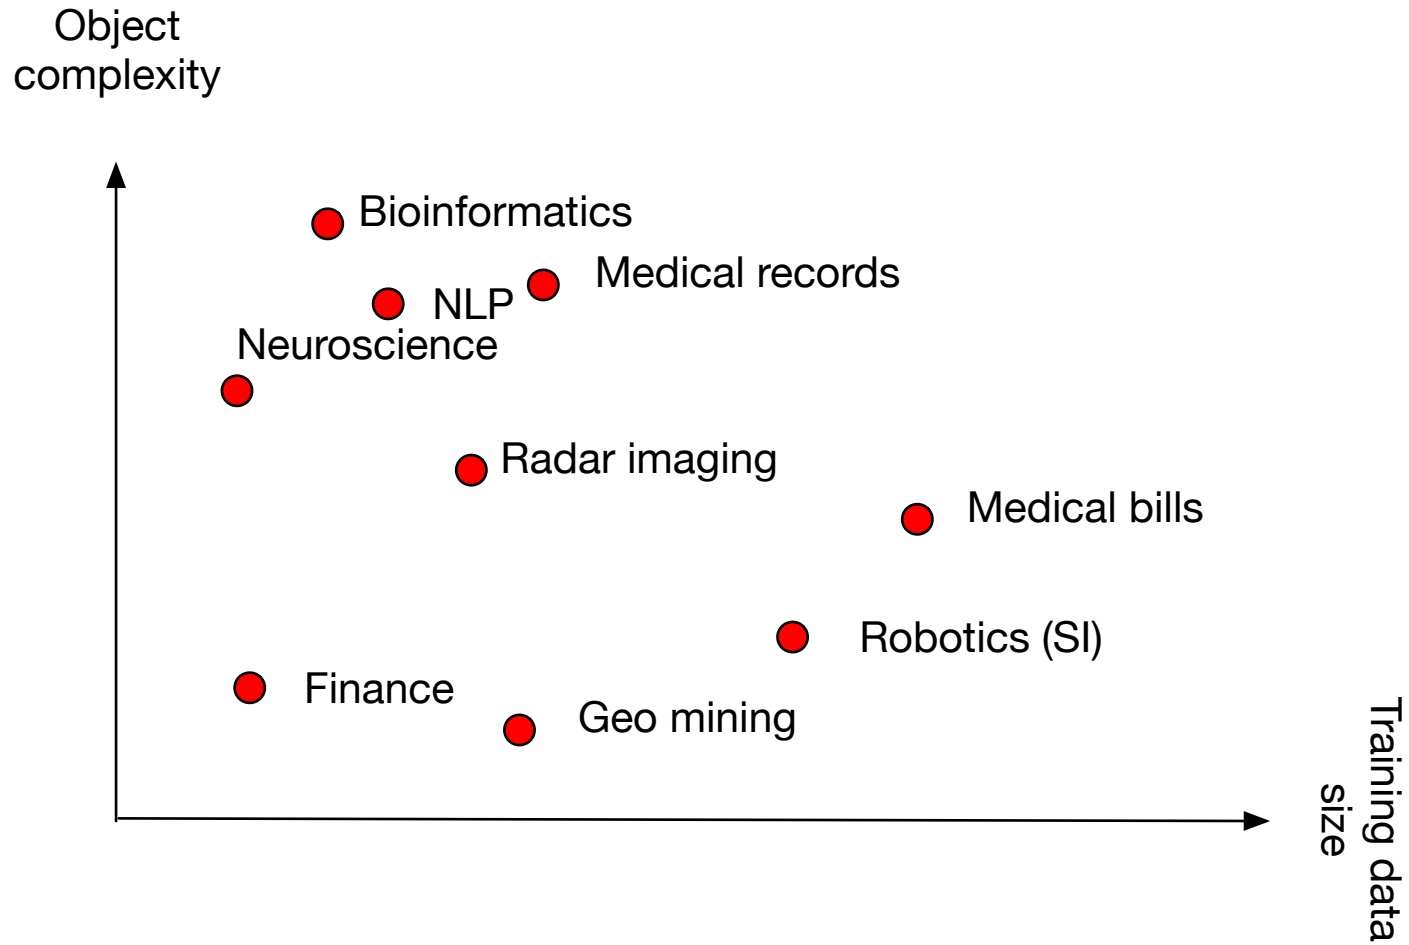 Object
complexity
Bioinformatics
Medical records
NLP
Neuroscience
Radar imaging
Medical bills
Robotics (SI)
Finance
Geo mining
Training data
size